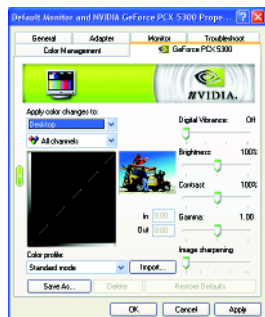 Default Monitor and NVIDIA GeForce PCX 5300 Prope...
General Adapter Monitor Troubleshoot
Color Management GeForce PCX 5300
NVIDIA.
Apply color changes to:
Desktop
All channels
Digital Vibrance: Off
Brightness: 100%
Contrast: 100%
In 0.00
Out 0.00
Gamma: 1.00
Color profile:
Standard mode
Import...
Image sharpening
Save As... Delete Restore Defaults
OK Cancel Apply